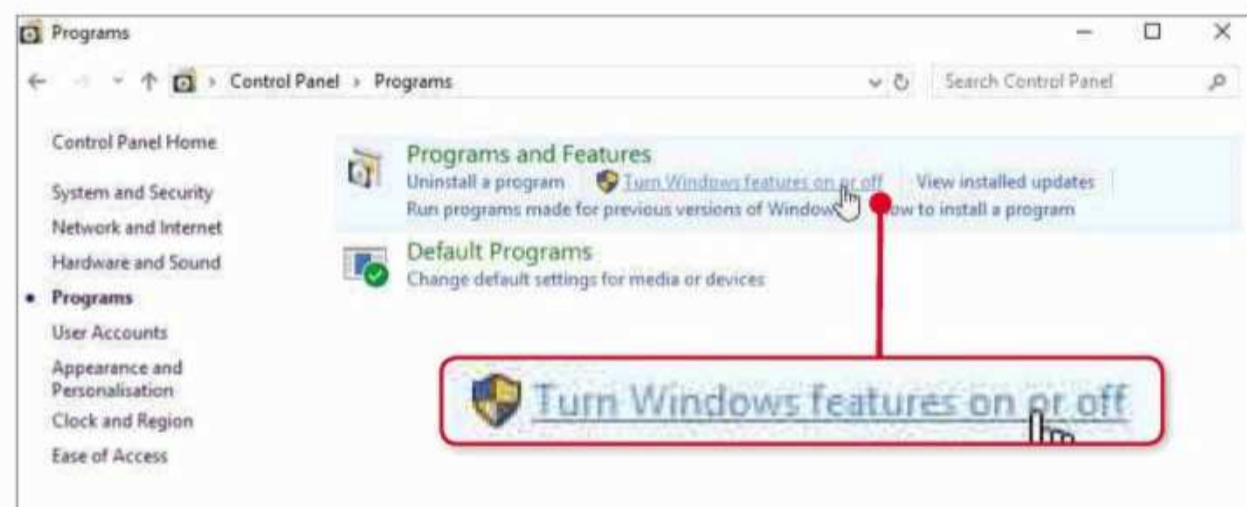 Programs
Control Panel > Programs
Search Control Panel
Control Panel Home
System and Security
Network and Internet
Hardware and Sound
Programs
User Accounts
Appearance and
Personalisation
Clock and Region
Ease of Access
Programs and Features
Uninstall a program Turn Windows features on or off View installed updates
Run programs made for previous versions of Window ow to install a program
Default Programs
Change default settings for media or devices
Turn Windows features on or off